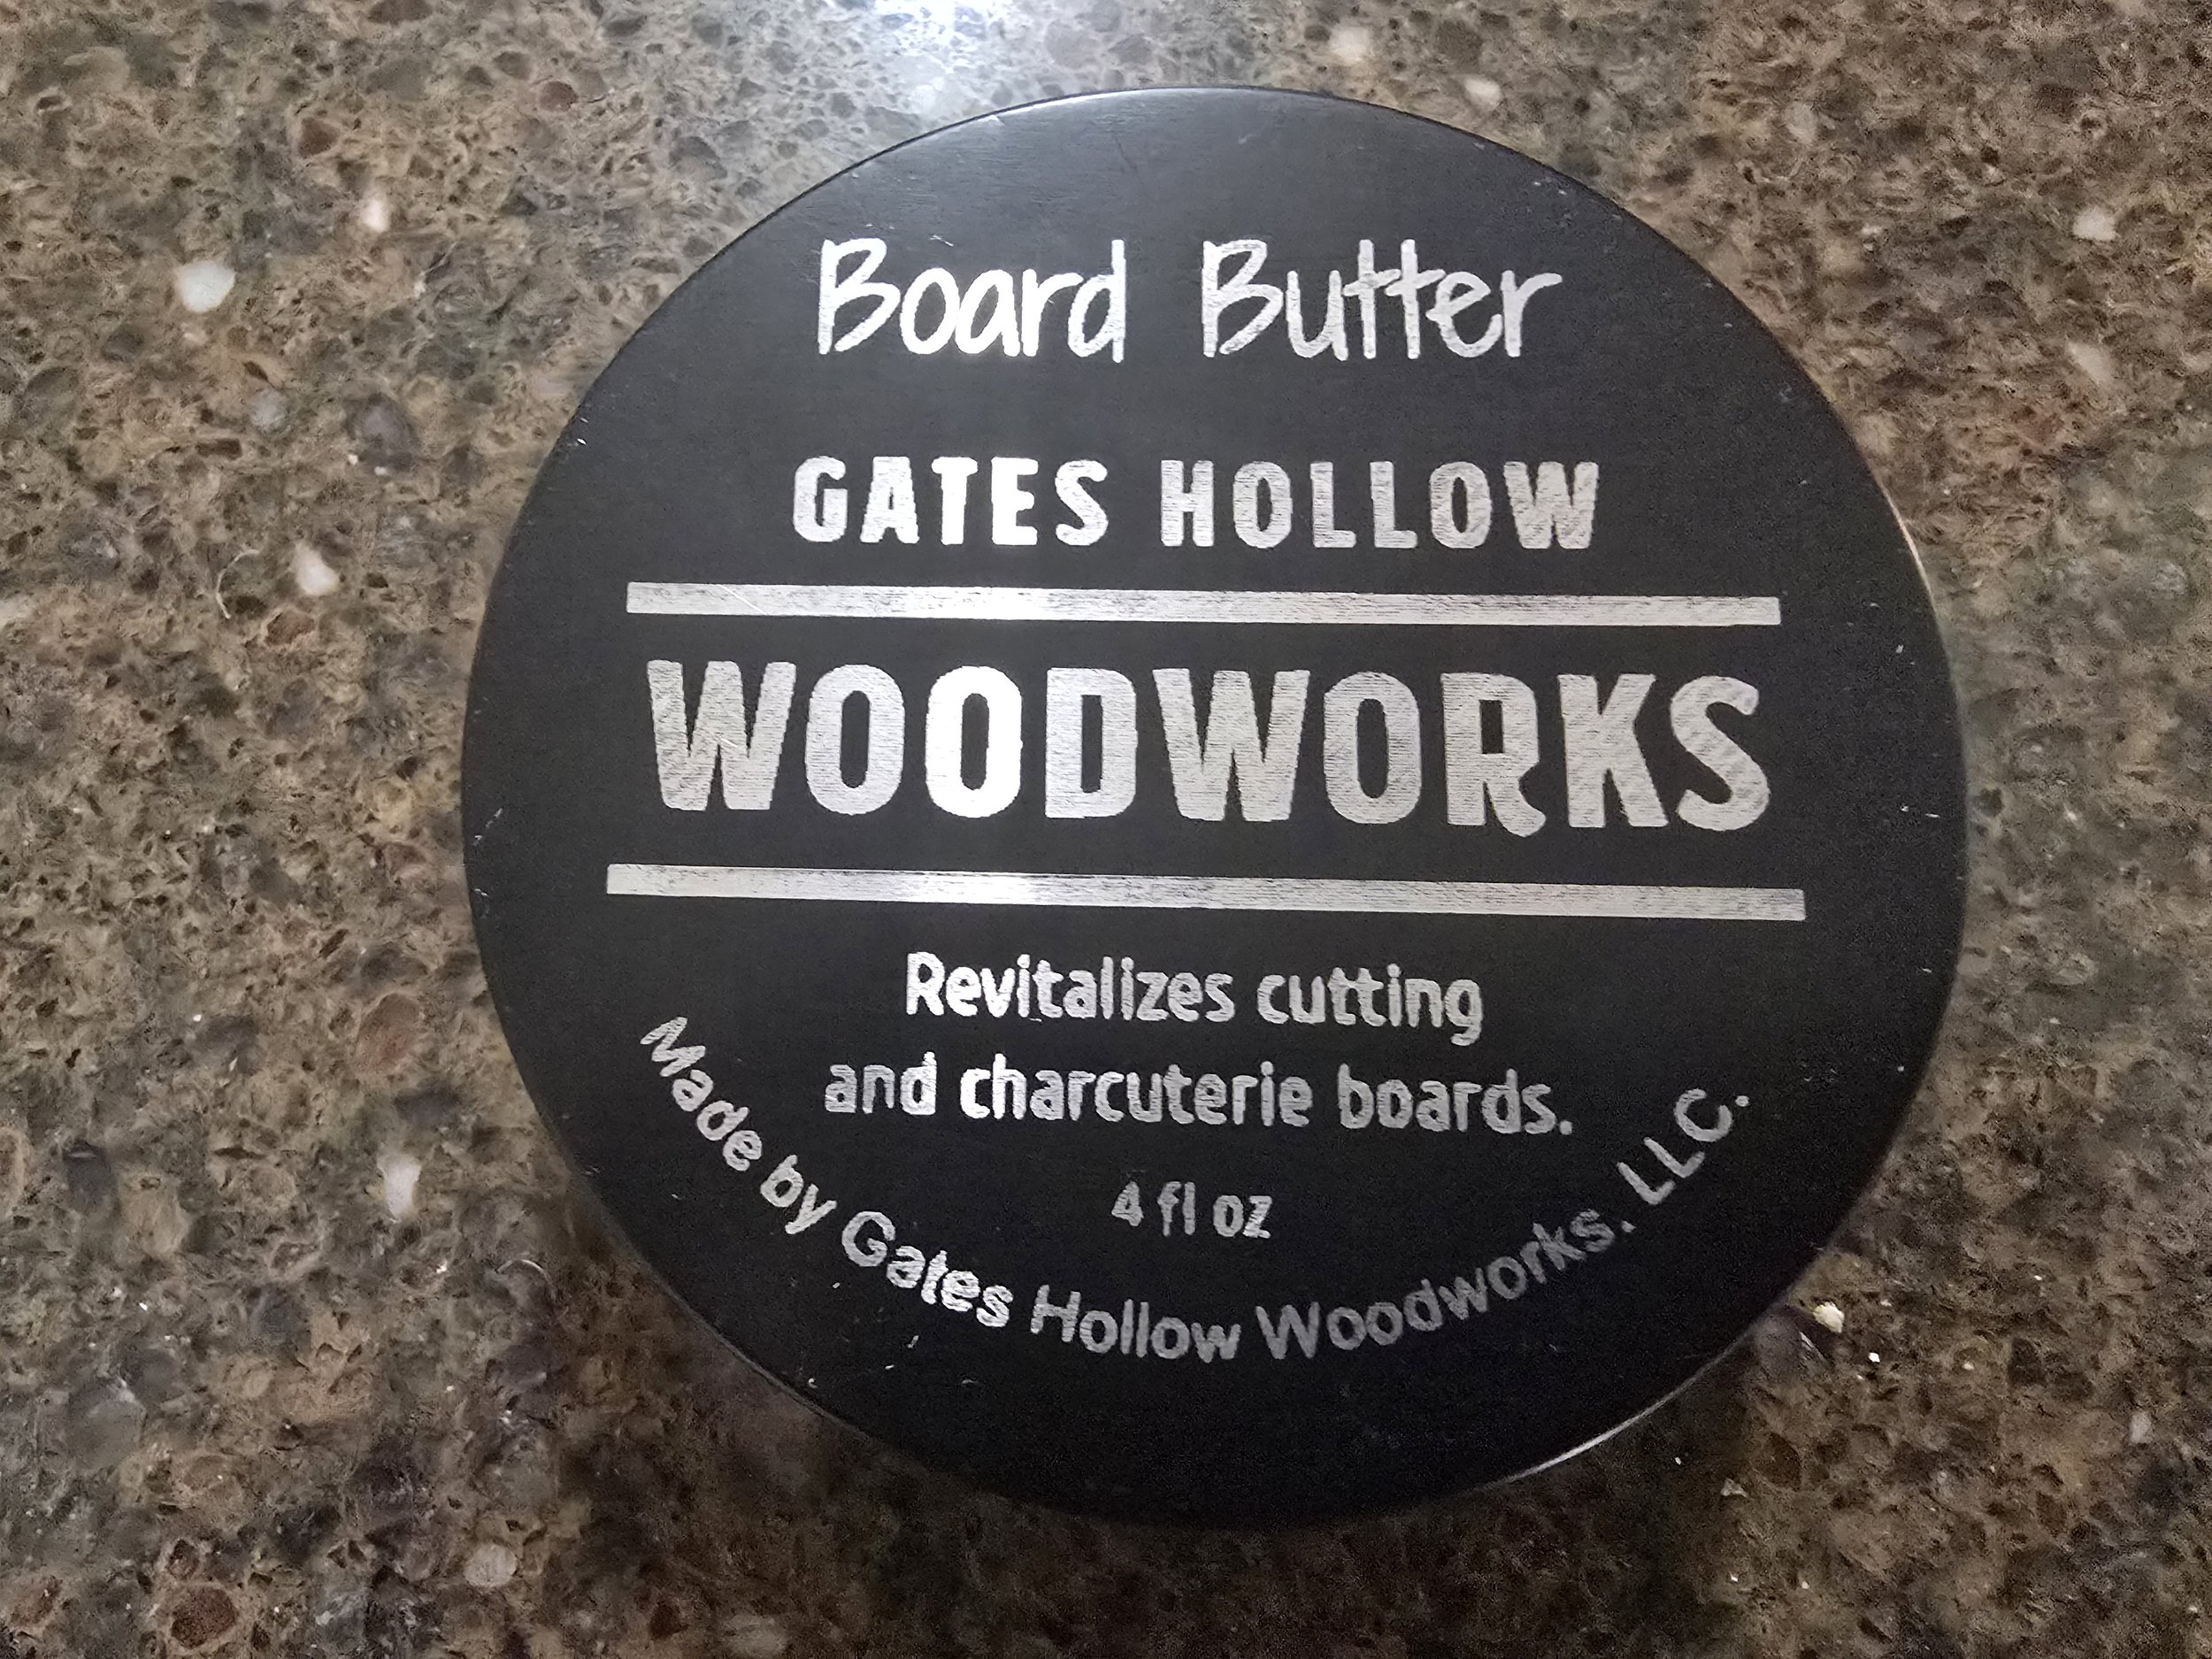 Board Butter
GATES HOLLOW
WOODWORKS
Revitalizes cutting
and charcuterie boards.
4 fl oz
Made by Gates Hollow Woodworks, LLC.